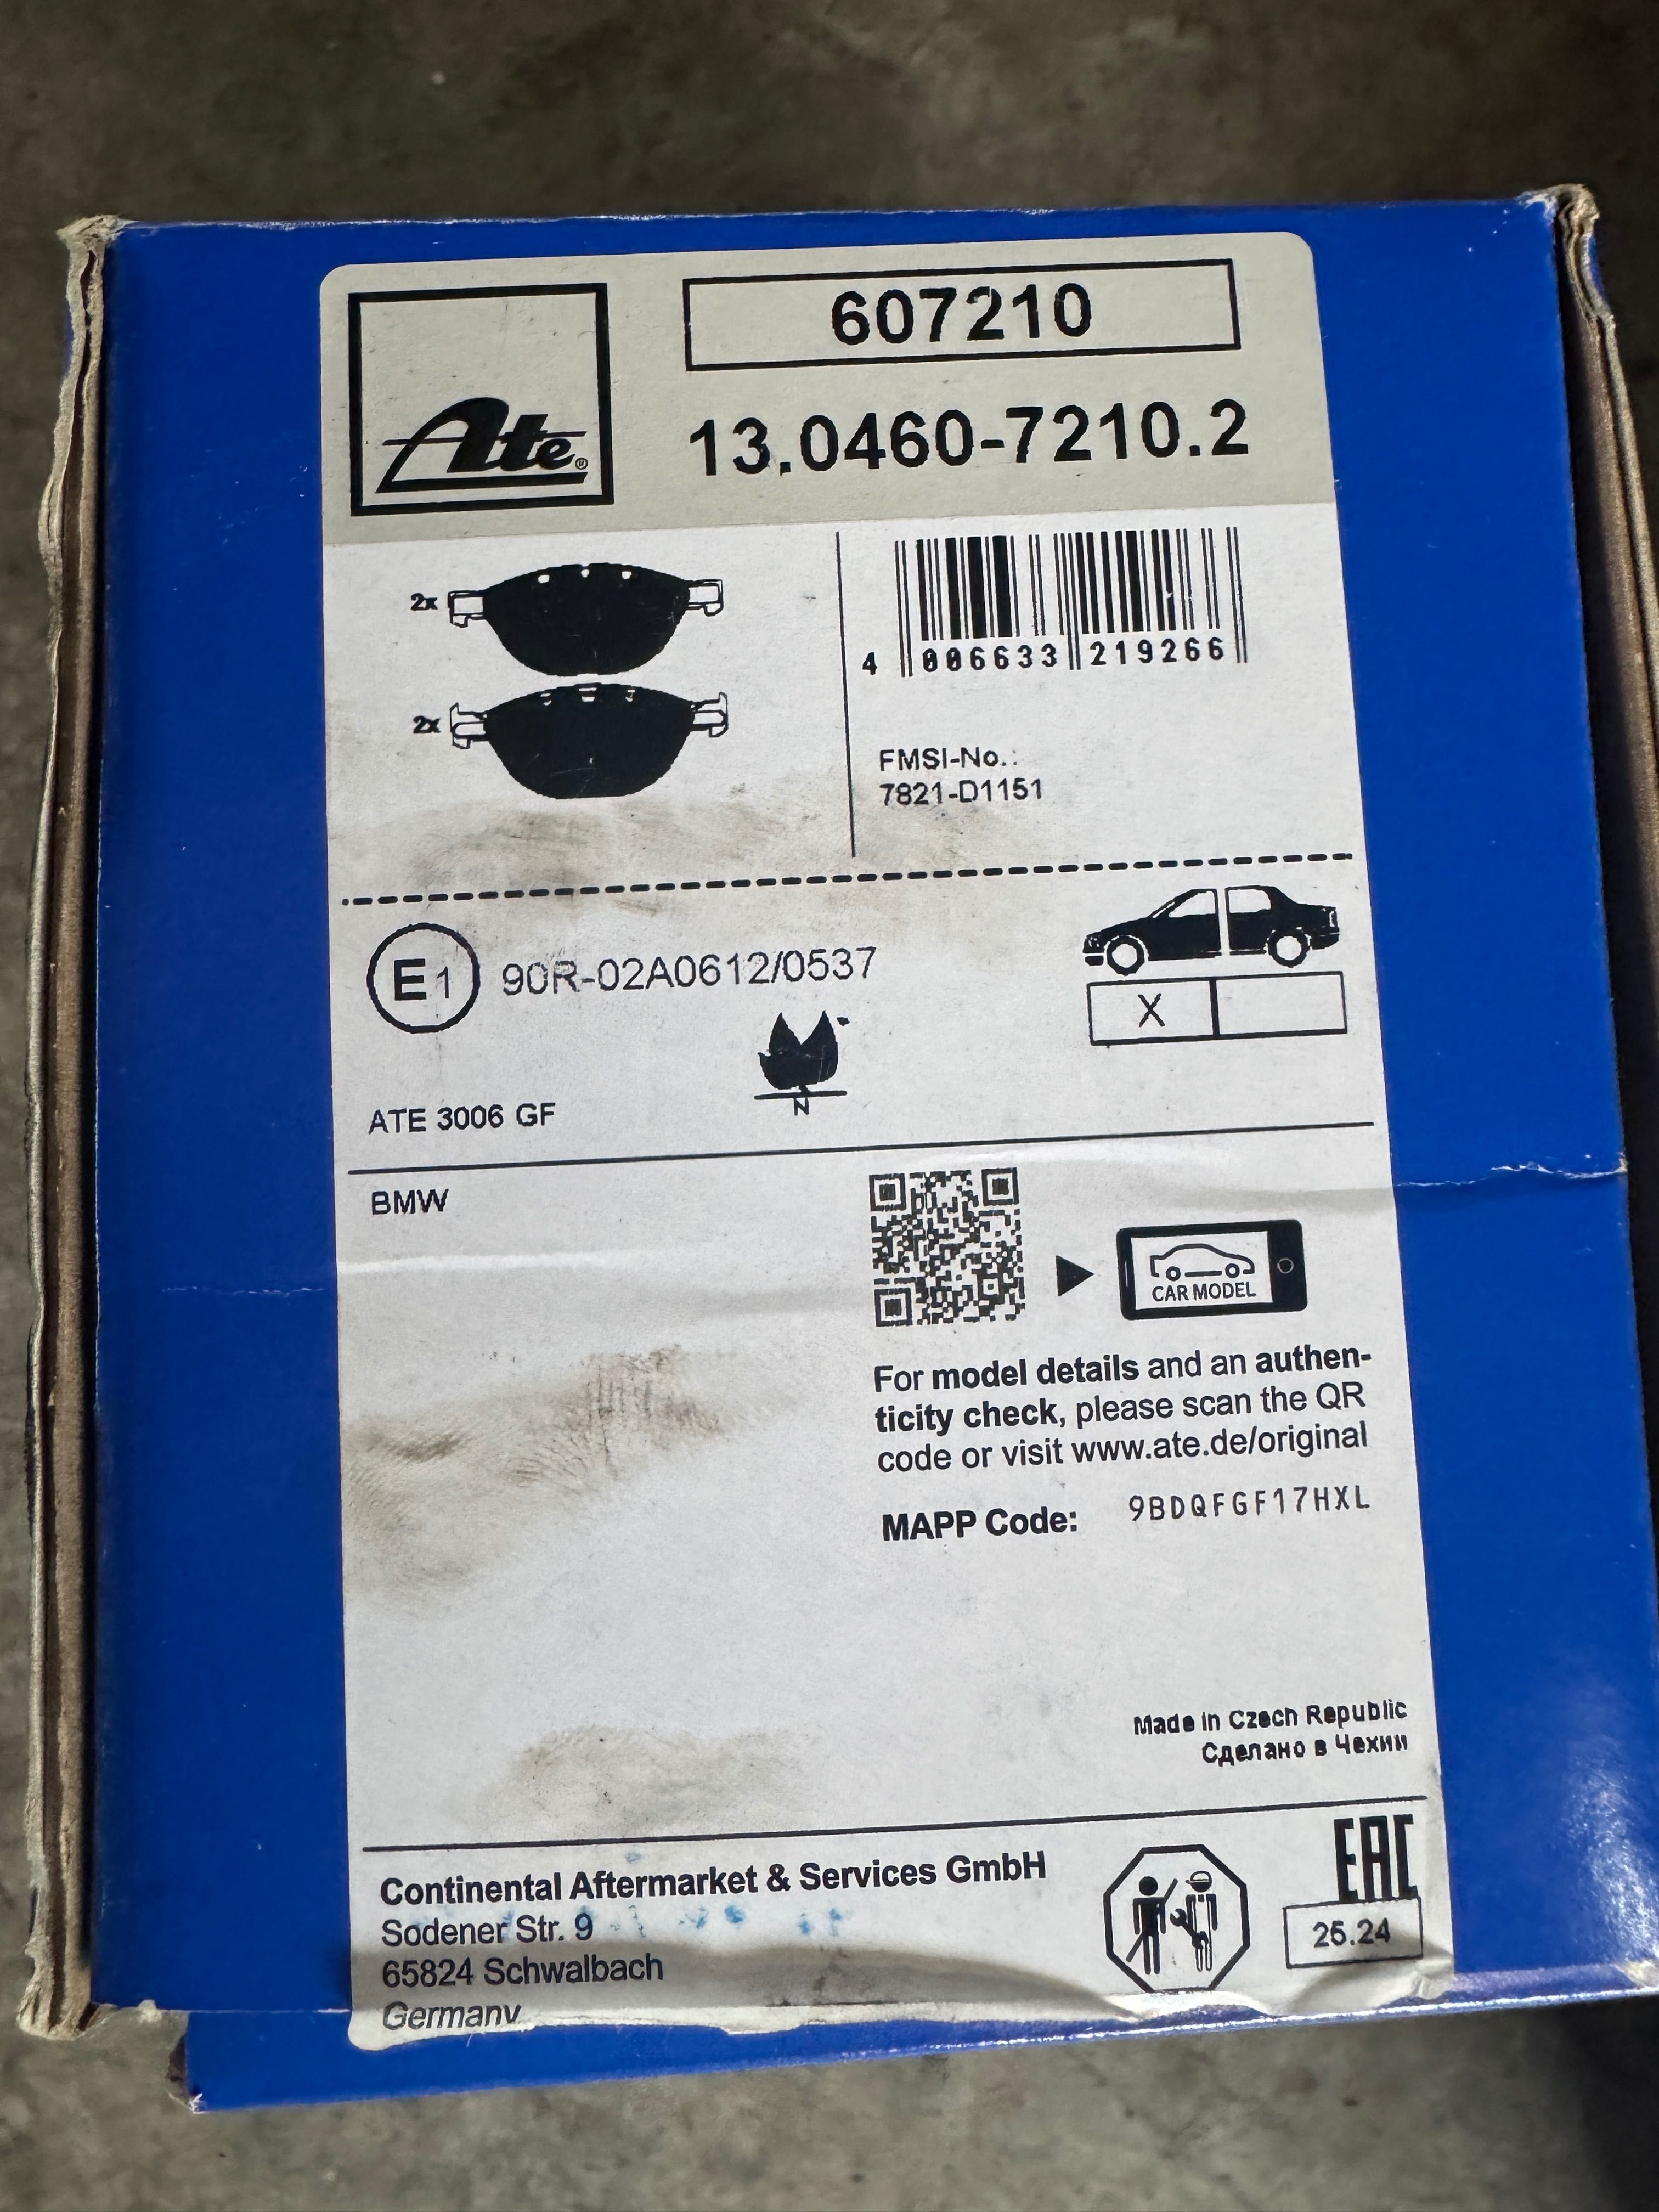 607210
Ate®
13.0460-7210.2
2x
2x
4 006633 219266
FMSI-No.:
7821-D1151
E1 90R-02A0612/0537
X
N
ATE 3006 GF
BMW
CAR MODEL
For model details and an authen-
ticity check, please scan the QR
code or visit www.ate.de/original
MAPP Code: 9BDQFGF17HXL
Made in Czech Republic
Сделано в Чехии
Continental Aftermarket & Services GmbH
Sodener Str. 9
65824 Schwalbach
Germany
EAC
25.24